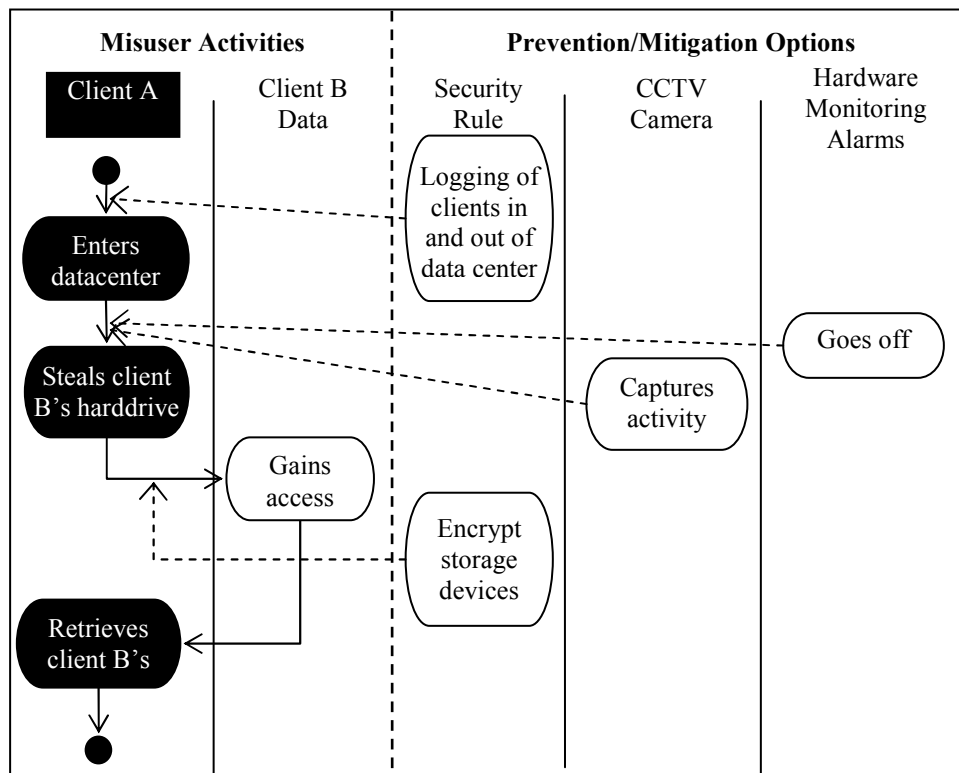 Misuser Activities
Prevention/Mitigation Options
Client A
Client B
Data
Security
Rule
CCTV
Camera
Hardware
Monitoring
Alarms
Logging of
clients in
and out of
data center
Enters
datacenter
Goes off
Steals client
B's harddrive
Captures
activity
Gains
access
Encrypt
storage
devices
Retrieves
client B's